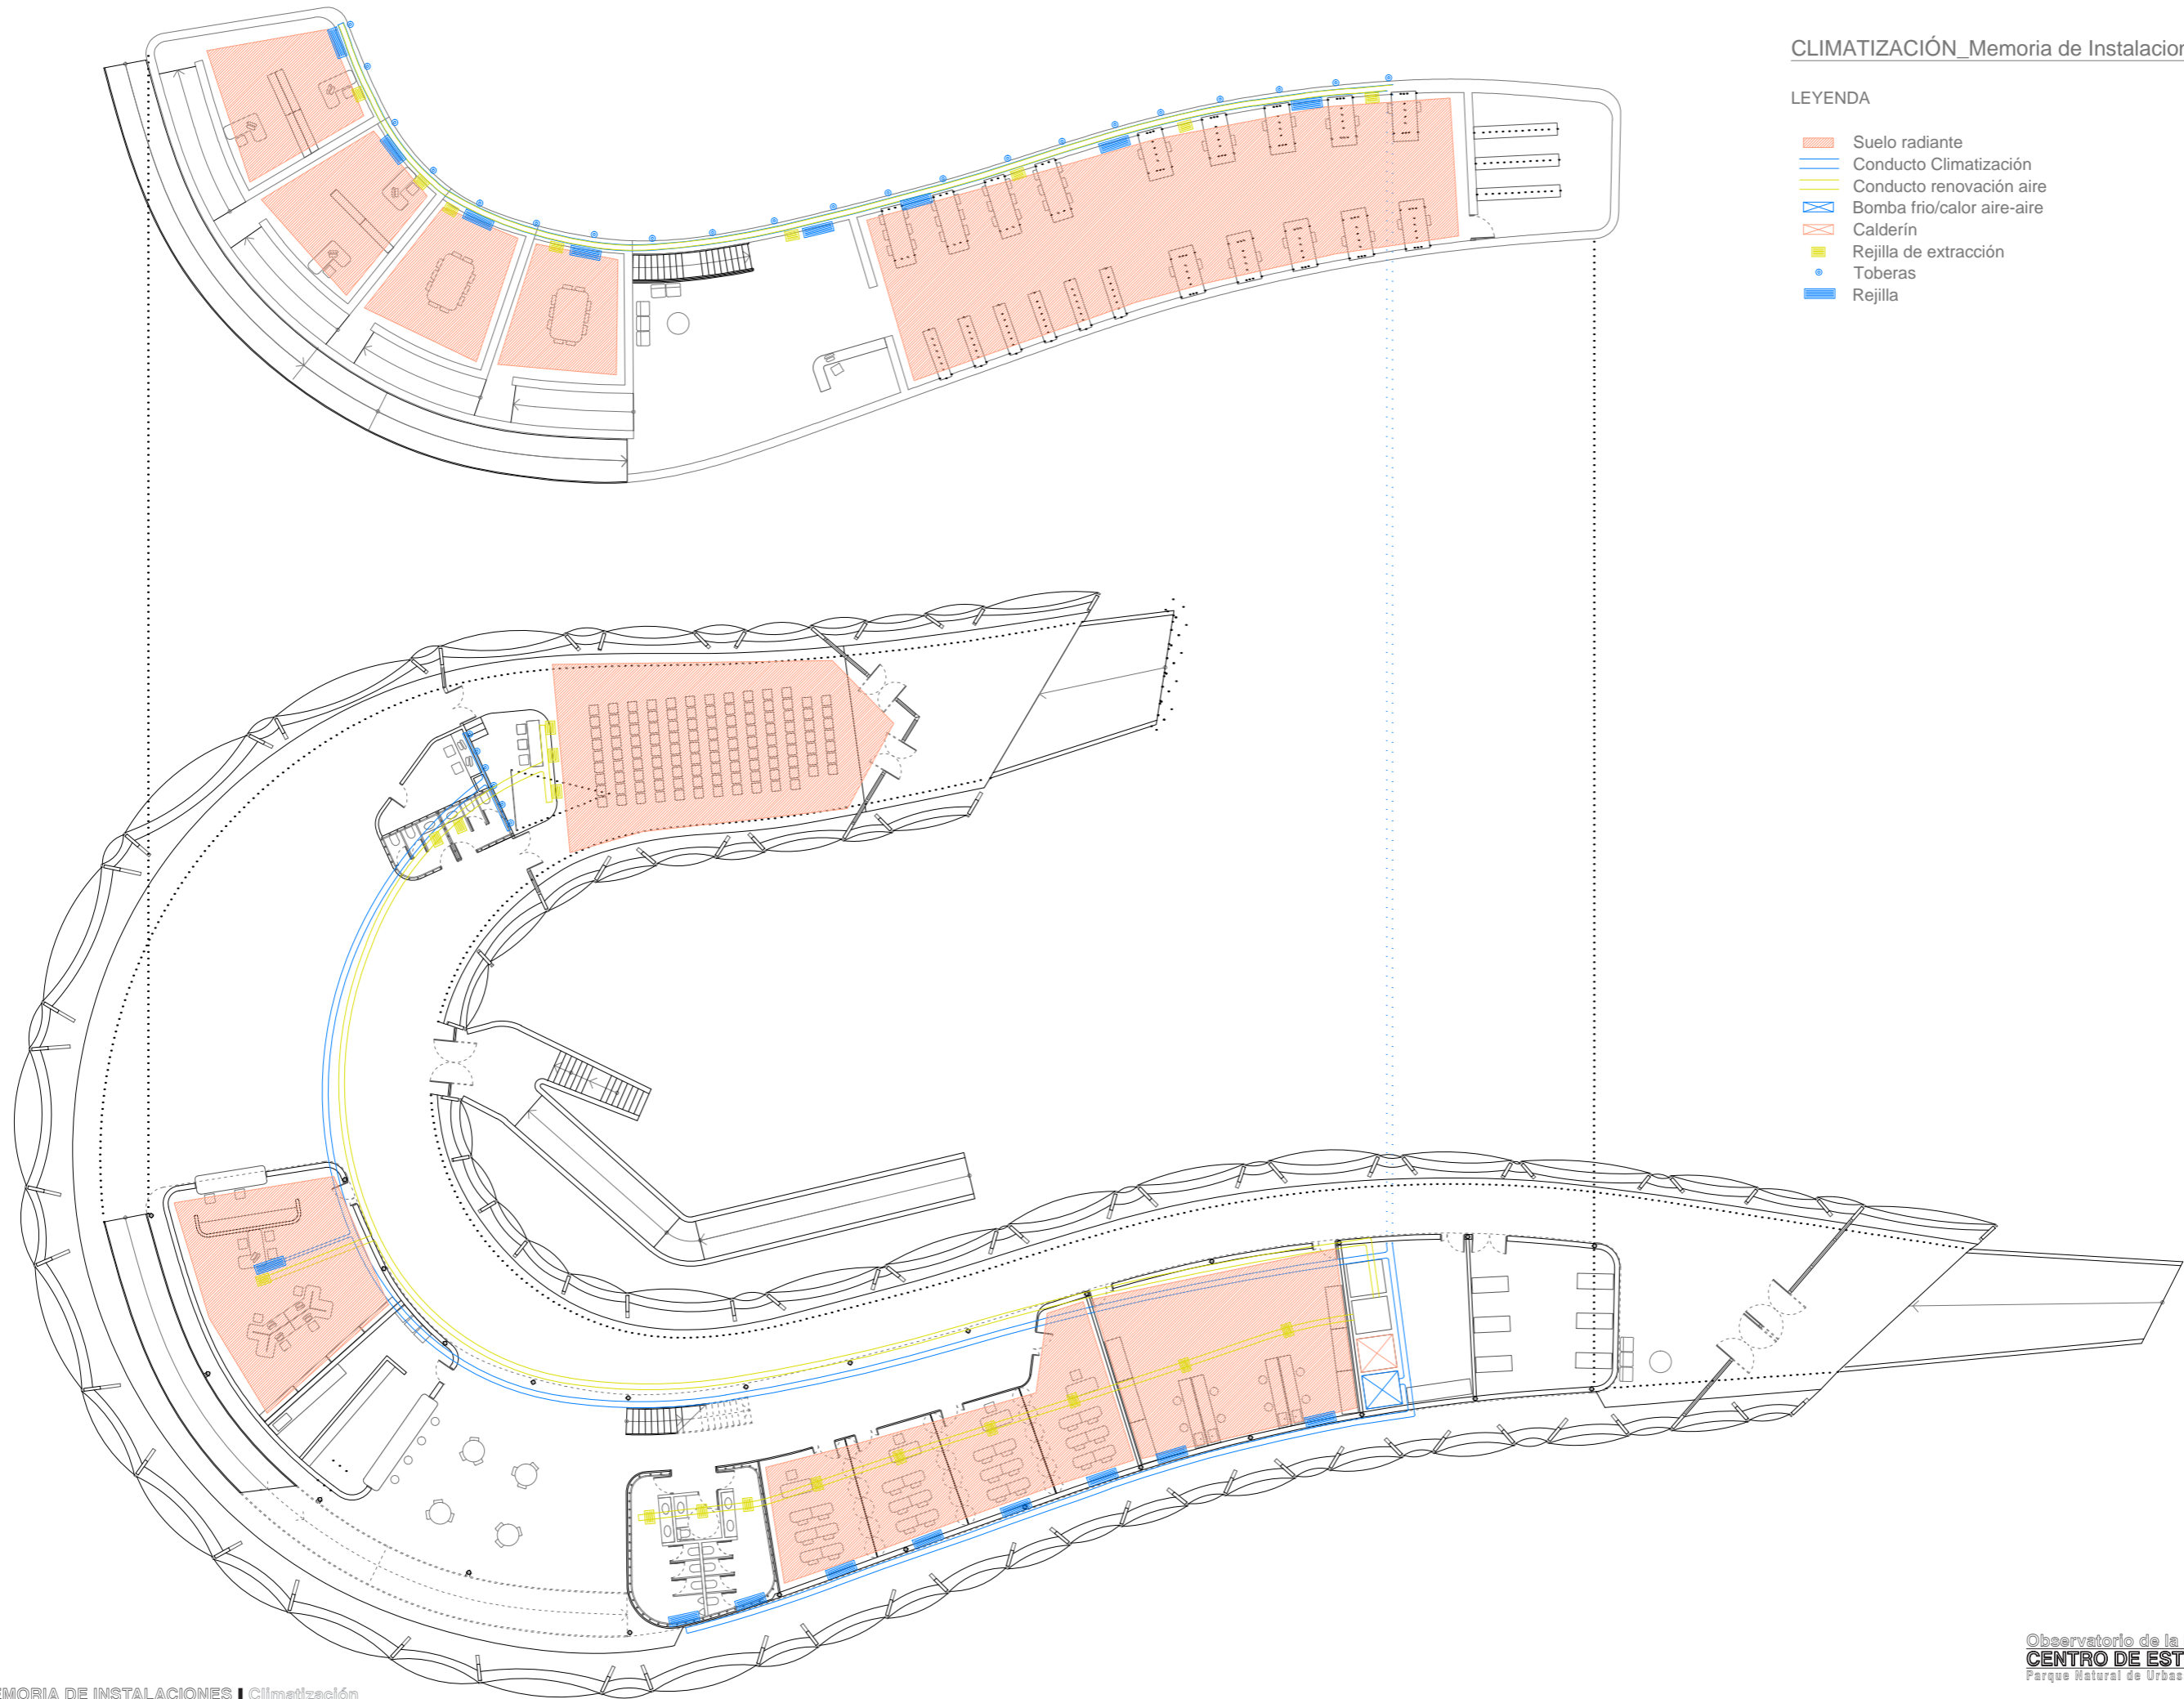 CLIMATIZACIÓN_Memoria de Instalacion
LEYENDA
Suelo radiante
Conducto Climatización
Conducto renovación aire
Bomba frio/calor aire-aire
Calderín
Rejilla de extracción
Toberas
Rejilla
Observatorio de la
CENTRO DE EST
Parque Natural de Urbas
EMORIA DE INSTALACIONES Climatización